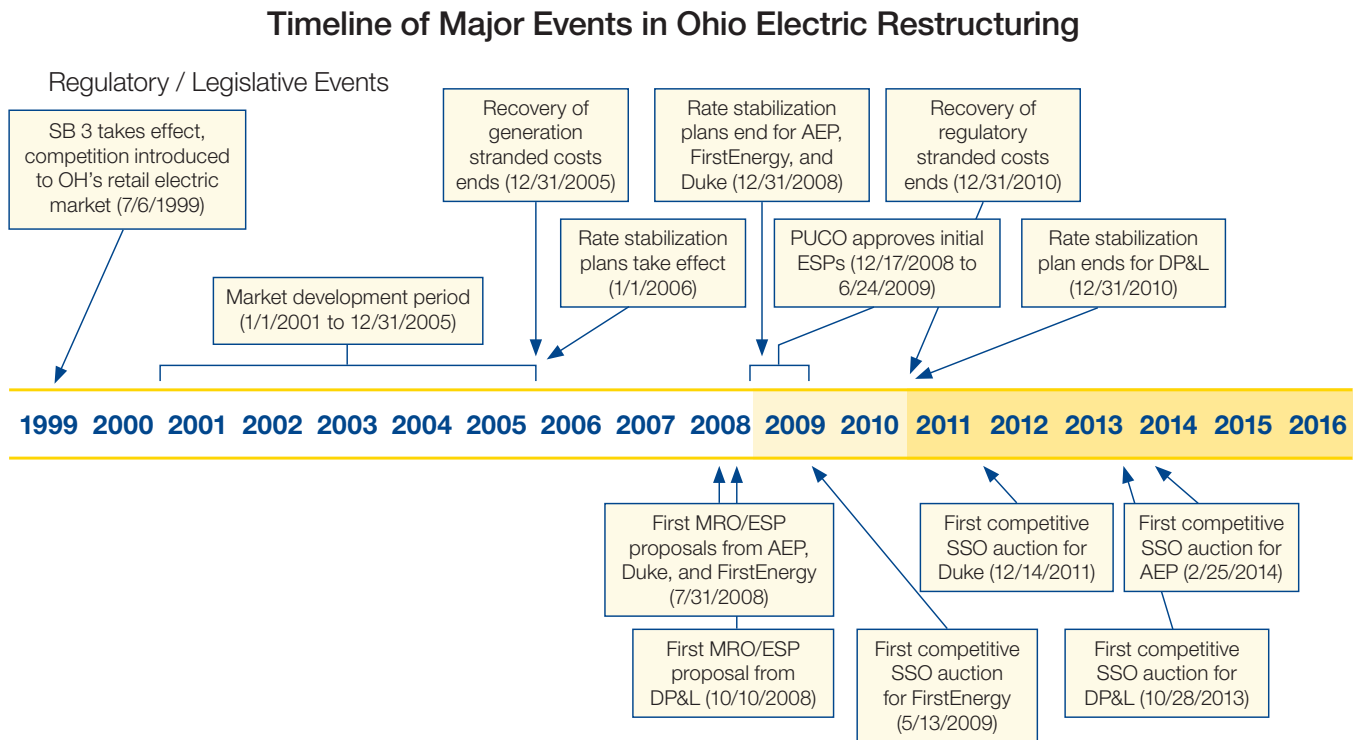 Timeline of Major Events in Ohio Electric Restructuring
Regulatory / Legislative Events
SB 3 takes effect,
competition introduced
to OH's retail electric
market (7/6/1999)
Market development period
(1/1/2001 to 12/31/2005)
Recovery of
generation
stranded costs
ends (12/31/2005)
Rate stabilization
plans take effect
(1/1/2006)
Rate stabilization
plans end for AEP,
FirstEnergy, and
Duke (12/31/2008)
PUCO approves initial
ESPs (12/17/2008 to
6/24/2009)
Recovery of
regulatory
stranded costs
ends (12/31/2010)
Rate stabilization
plan ends for DP&L
(12/31/2010)
1999 2000 2001 2002 2003 2004 2005 2006 2007 2008 2009 2010 2011 2012 2013 2014 2015 2016
First MRO/ESP
proposals from AEP,
Duke, and FirstEnergy
(7/31/2008)
First MRO/ESP
proposal from
DP&L (10/10/2008)
First competitive
SSO auction
for FirstEnergy
(5/13/2009)
First competitive
SSO auction for
Duke (12/14/2011)
First competitive
SSO auction for
AEP (2/25/2014)
First competitive
SSO auction for
DP&L (10/28/2013)